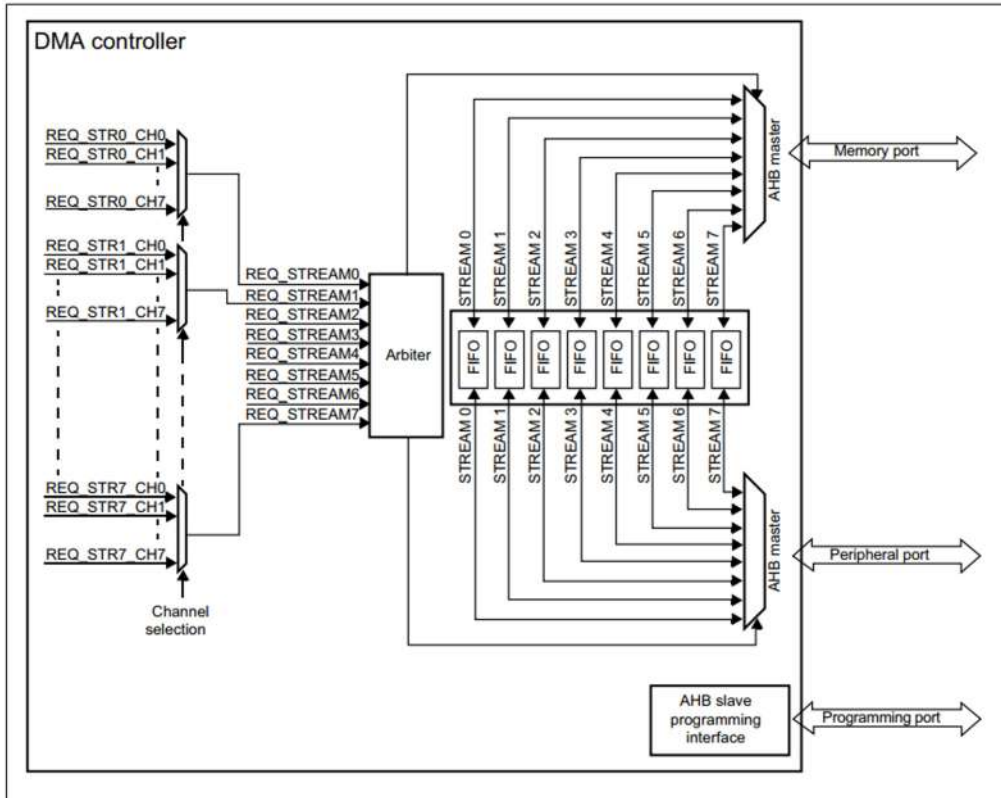 DMA controller
REQ_STR0_CH0
REQ_STR0_CH1
REQ_STR0_CH7
REQ_STR1_CH0
REQ_STR1_CH1
REQ_STR1_CH7
REQ_STR7_CH0
REQ_STR7_CH1
REQ_STR7_CH7
Channel
selection
REQ_STREAM0
REQ_STREAM1
REQ_STREAM2
REQ_STREAM3
REQ_STREAM4
REQ_STREAM5
REQ_STREAM6
REQ_STREAM7
Arbiter
STREAM 0
STREAM 1
STREAM 2
STREAM 3
STREAM 4
STREAM 5
STREAM 6
STREAM 7
FIFO
FIFO
FIFO
FIFO
FIFO
FIFO
FIFO
FIFO
STREAM 0
STREAM 1
STREAM 2
STREAM 3
STREAM 4
STREAM 5
STREAM 6
STREAM 7
AHB master
Memory port
AHB master
Peripheral port
AHB slave
programming
interface
Programming port